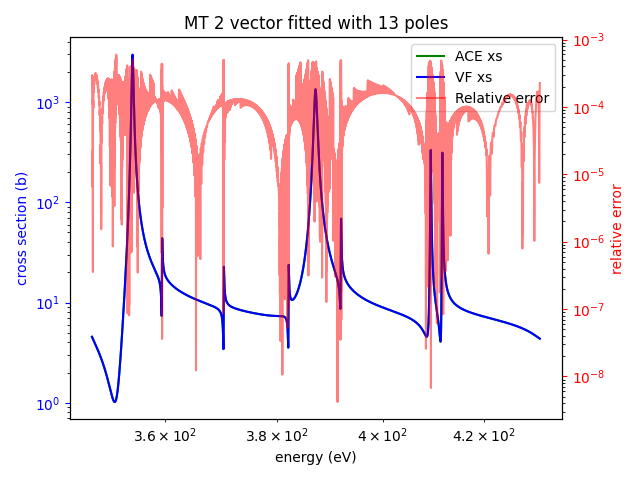 MT 2 vector fitted with 13 poles
ACE xs
VF xs
Relative error
cross section (b)
10³
10²
10¹
10⁰
10⁻³
10⁻⁴
10⁻⁵
10⁻⁶
10⁻⁷
10⁻⁸
relative error
3.6 × 10² 3.8 × 10² 4 × 10² 4.2 × 10²
energy (eV)